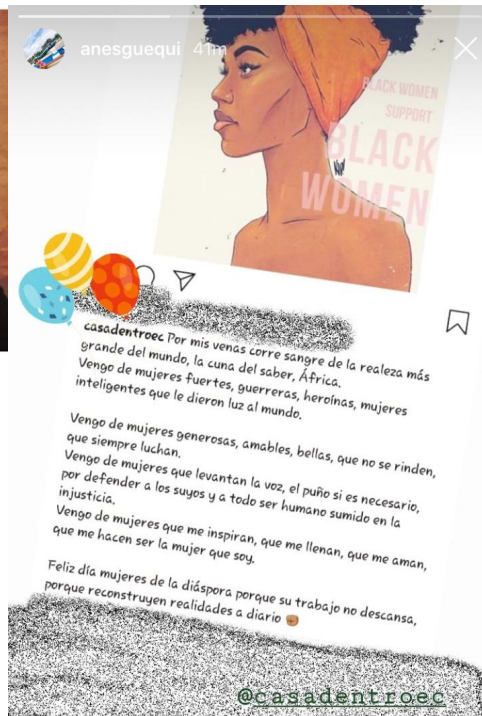 anesguequi 41m
BLACK WOMEN
SUPPORT
BLACK
WOMEN
casadentroec Por mis venas corre sangre de la realeza más
grande del mundo, la cuna del saber, África.
Vengo de mujeres fuertes, guerreras, heroínas, mujeres
inteligentes que le dieron luz al mundo.
Vengo de mujeres generosas, amables, bellas, que no se rinden,
que siempre luchan.
Vengo de mujeres que levantan la voz, el puño si es necesario,
por defender a los suyos y a todo ser humano sumido en la
injusticia.
Vengo de mujeres que me inspiran, que me llenan, que me aman,
que me hacen ser la mujer que soy.
Feliz día mujeres de la diáspora porque su trabajo no descansa,
porque reconstruyen realidades a diario ✊🏾
@casadentroec